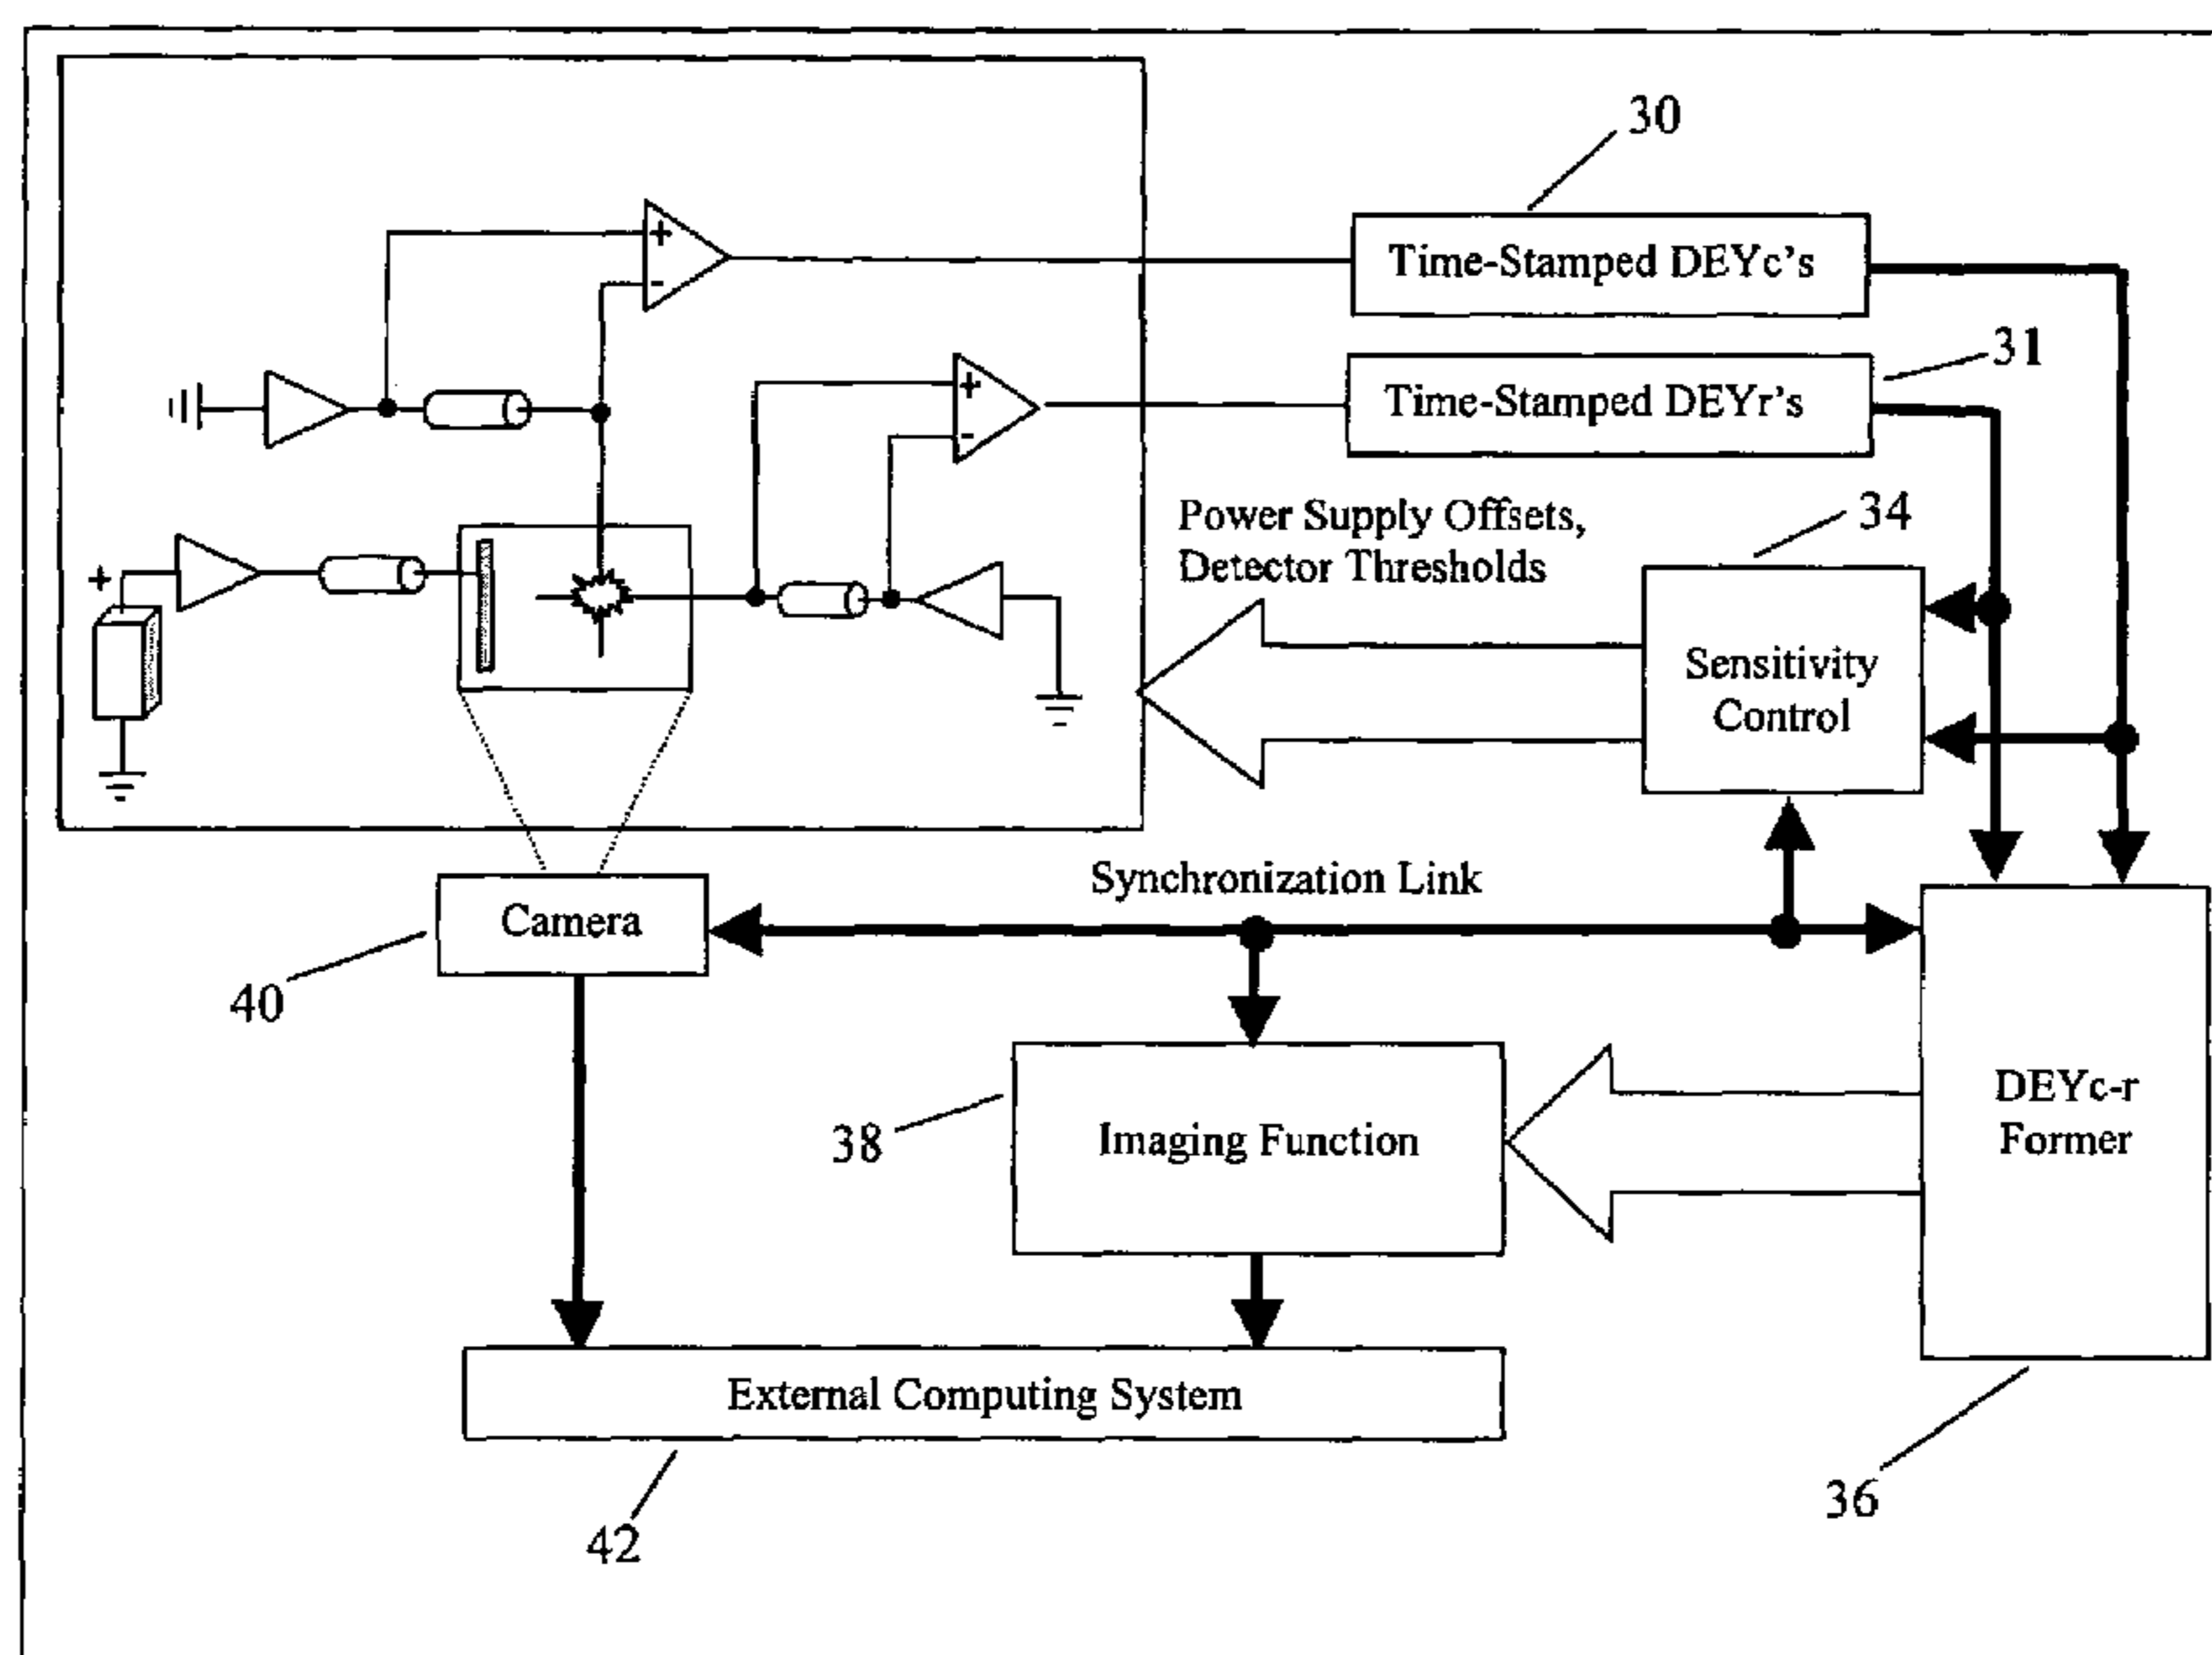 30
+
-
Time-Stamped DEYc's
31
+
-
Time-Stamped DEYr's
34
Power Supply Offsets,
Detector Thresholds
+
Sensitivity
Control
Synchronization Link
Camera
40
DEYc-r
Former
38
Imaging Function
External Computing System
36
42